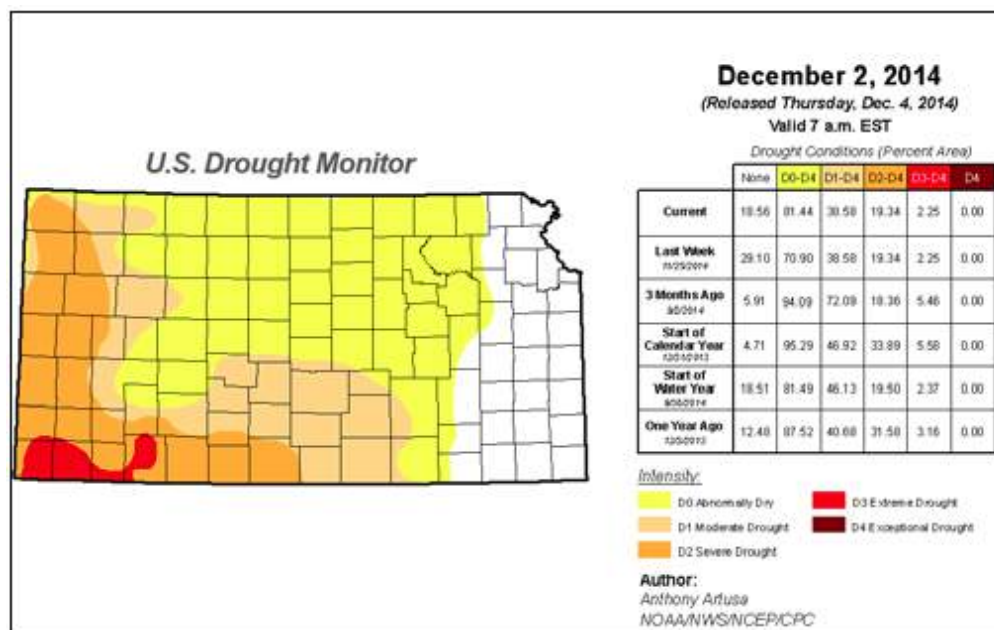 U.S. Drought Monitor
December 2, 2014
(Released Thursday, Dec. 4, 2014)
Valid 7 a.m. EST
Drought Conditions (Percent Area)
None D0-D4 D1-D4 D2-D4 D3-D4 D4
Current 18.56 81.44 38.58 19.34 2.25 0.00
Last Week 29.10 70.90 38.58 19.34 2.25 0.00
11/25/2014
3 Months Ago 5.91 94.09 72.09 18.36 5.46 0.00
Start of
Calendar Year 4.71 95.29 46.92 33.89 5.58 0.00
Start of
Water Year 18.51 81.49 46.13 19.50 2.37 0.00
One Year Ago 12.48 87.52 40.68 31.58 3.16 0.00
Intensity:
D0 Abnormally Dry
D1 Moderate Drought
D2 Severe Drought
D3 Extreme Drought
D4 Exceptional Drought
Author:
Anthony Artusa
NOAA/NWS/NCEP/CPC